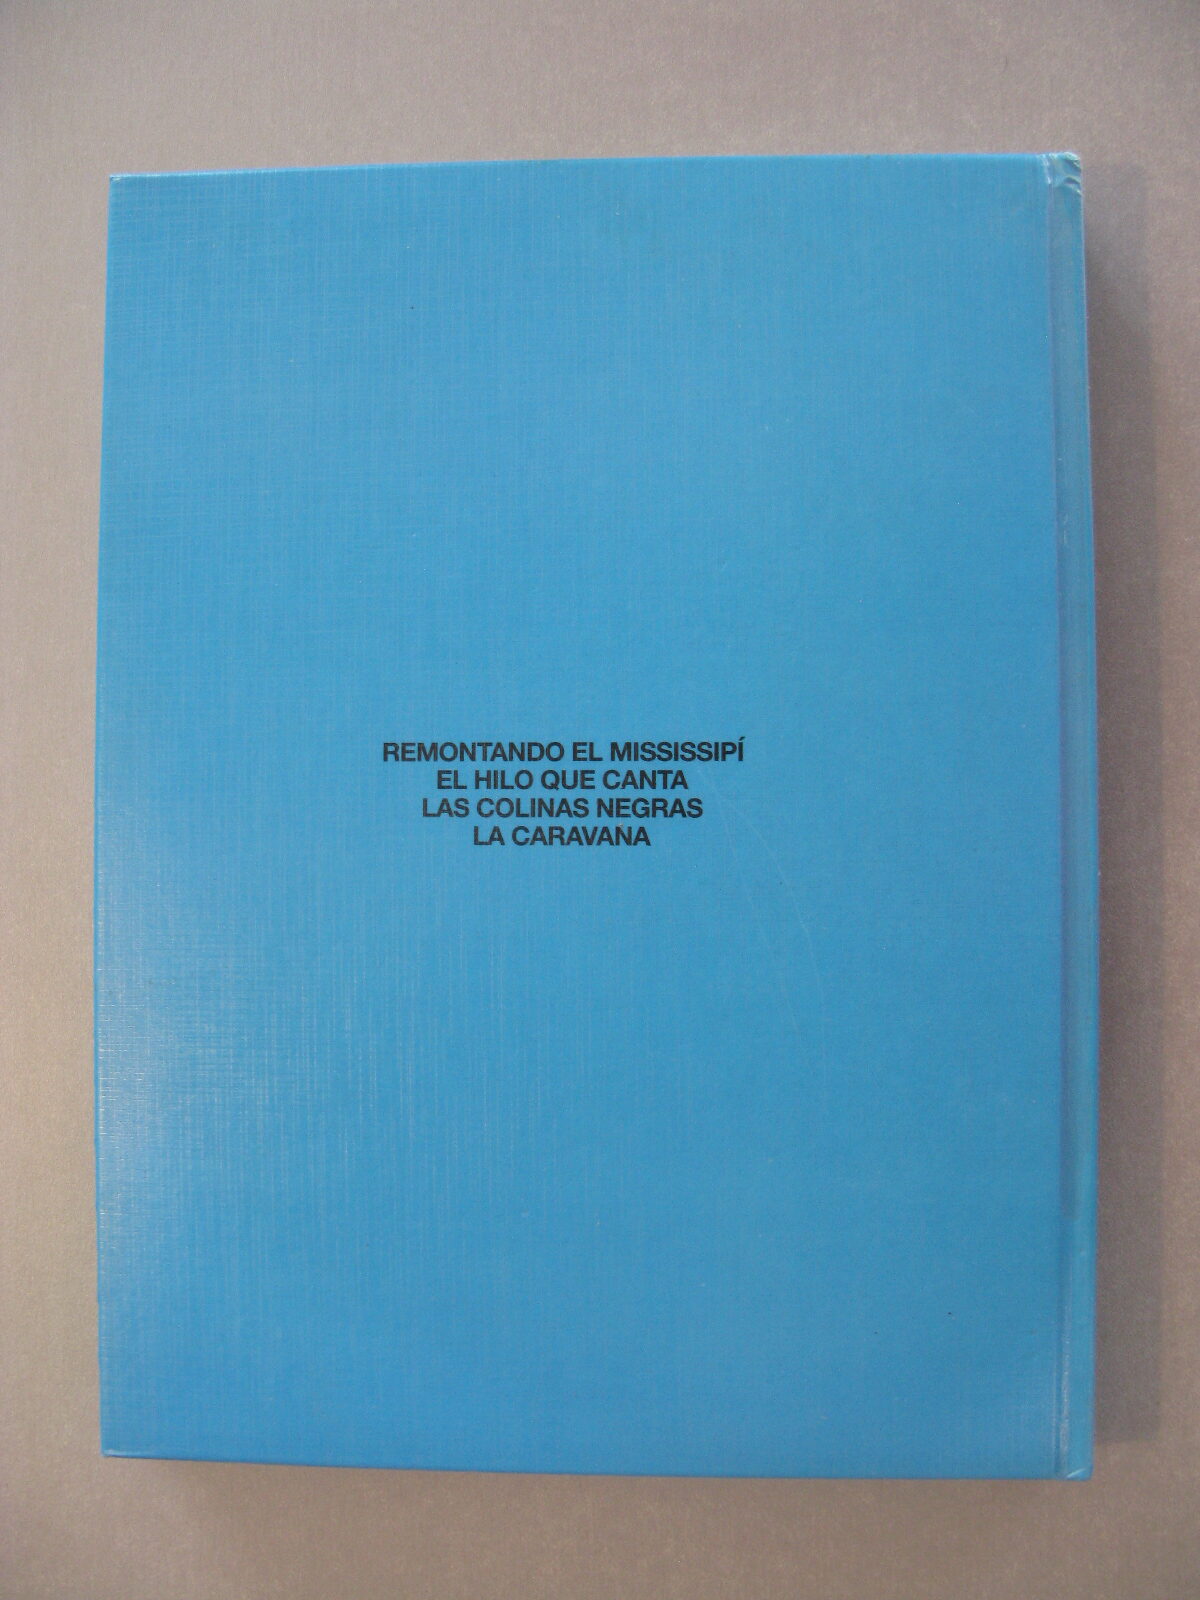 REMONTANDO EL MISSISSIPÍ
EL HILO QUE CANTA
LAS COLINAS NEGRAS
LA CARAVANA